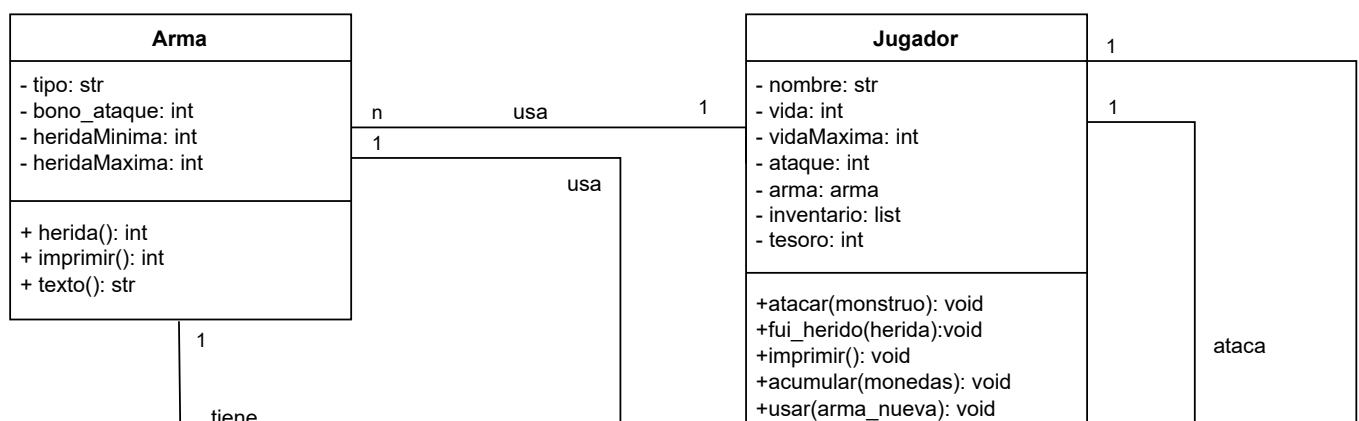 Arma
- tipo: str
- bono_ataque: int
- heridaMinima: int
- heridaMaxima: int
+ herida(): int
+ imprimir(): int
+ texto(): str
1
tiene
n
usa
1
1
usa
Jugador
- nombre: str
- vida: int
- vidaMaxima: int
- ataque: int
- arma: arma
- inventario: list
- tesoro: int
+atacar(monstruo): void
+fui_herido(herida):void
+imprimir(): void
+acumular(monedas): void
+usar(arma_nueva): void
1
1
ataca